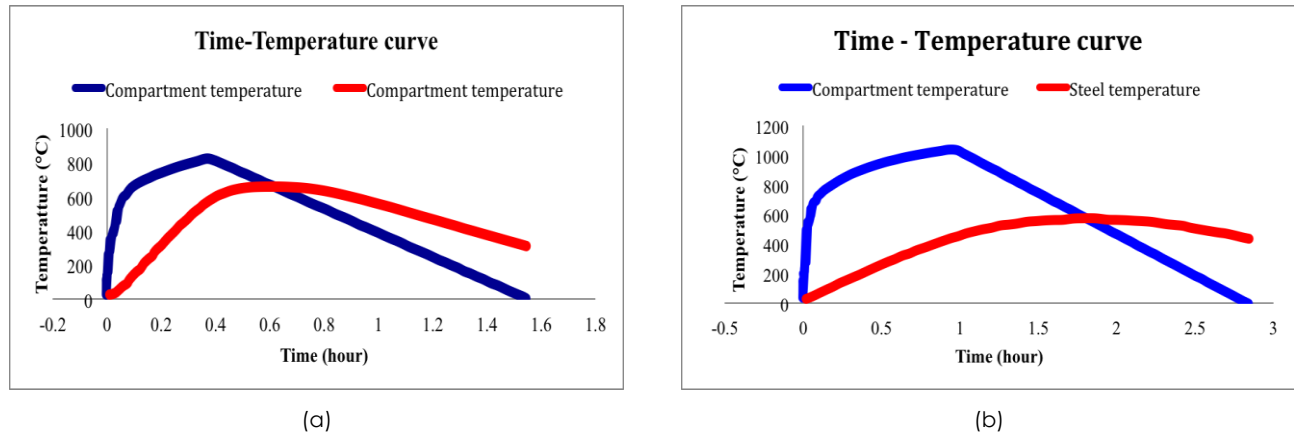 Time-Temperature curve
Compartment temperature Compartment temperature
Temperatture (°C)
1000
800
600
400
200
0
-0.2 0 0.2 0.4 0.6 0.8 1 1.2 1.4 1.6 1.8
Time (hour)
(a)
Time - Temperature curve
Compartment temperature Steel temperature
Temperature (°C)
1200
1000
800
600
400
200
0
-0.5 0 0.5 1 1.5 2 2.5 3
Time (hour)
(b)